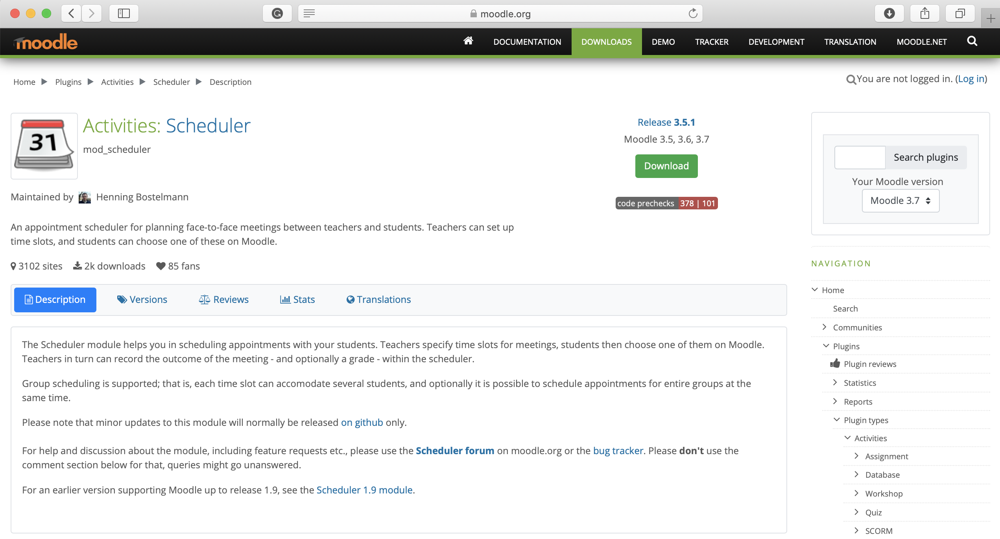 moodle.org
moodle
DOCUMENTATION
DOWNLOADS
DEMO
TRACKER
DEVELOPMENT
TRANSLATION
MOODLE.NET
Home
Plugins
Activities
Scheduler
Description
You are not logged in. (Log in)
31
Activities: Scheduler
mod_scheduler
Maintained by Henning Bostelmann
Release 3.5.1
Moodle 3.5, 3.6, 3.7
Download
code prechecks 378 | 101
An appointment scheduler for planning face-to-face meetings between teachers and students. Teachers can set up
time slots, and students can choose one of these on Moodle.
3102 sites
2k downloads
85 fans
Description
Versions
Reviews
Stats
Translations
The Scheduler module helps you in scheduling appointments with your students. Teachers specify time slots for meetings, students then choose one of them on Moodle.
Teachers in turn can record the outcome of the meeting - and optionally a grade - within the scheduler.
Group scheduling is supported; that is, each time slot can accomodate several students, and optionally it is possible to schedule appointments for entire groups at the
same time.
Please note that minor updates to this module will normally be released on github only.
For help and discussion about the module, including feature requests etc., please use the Scheduler forum on moodle.org or the bug tracker. Please don't use the
comment section below for that, queries might go unanswered.
For an earlier version supporting Moodle up to release 1.9, see the Scheduler 1.9 module.
Search plugins
Your Moodle version
Moodle 3.7
NAVIGATION
Home
Search
Communities
Plugins
Plugin reviews
Statistics
Reports
Plugin types
Activities
Assignment
Database
Workshop
Quiz
SCORM